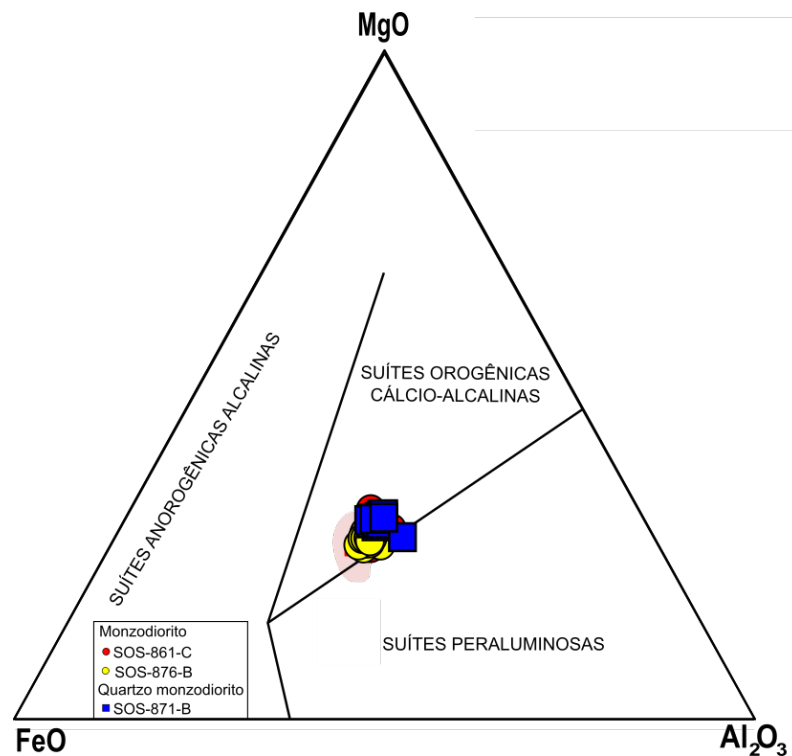 MgO
SUÍTES ANOROGÊNICAS ALCALINAS
SUÍTES OROGÊNICAS
CÁLCIO-ALCALINAS
SUÍTES PERALUMINOSAS
Monzodiorito
SOS-861-C
SOS-876-B
Quartzo monzodiorito
SOS-871-B
FeO
Al₂O₃